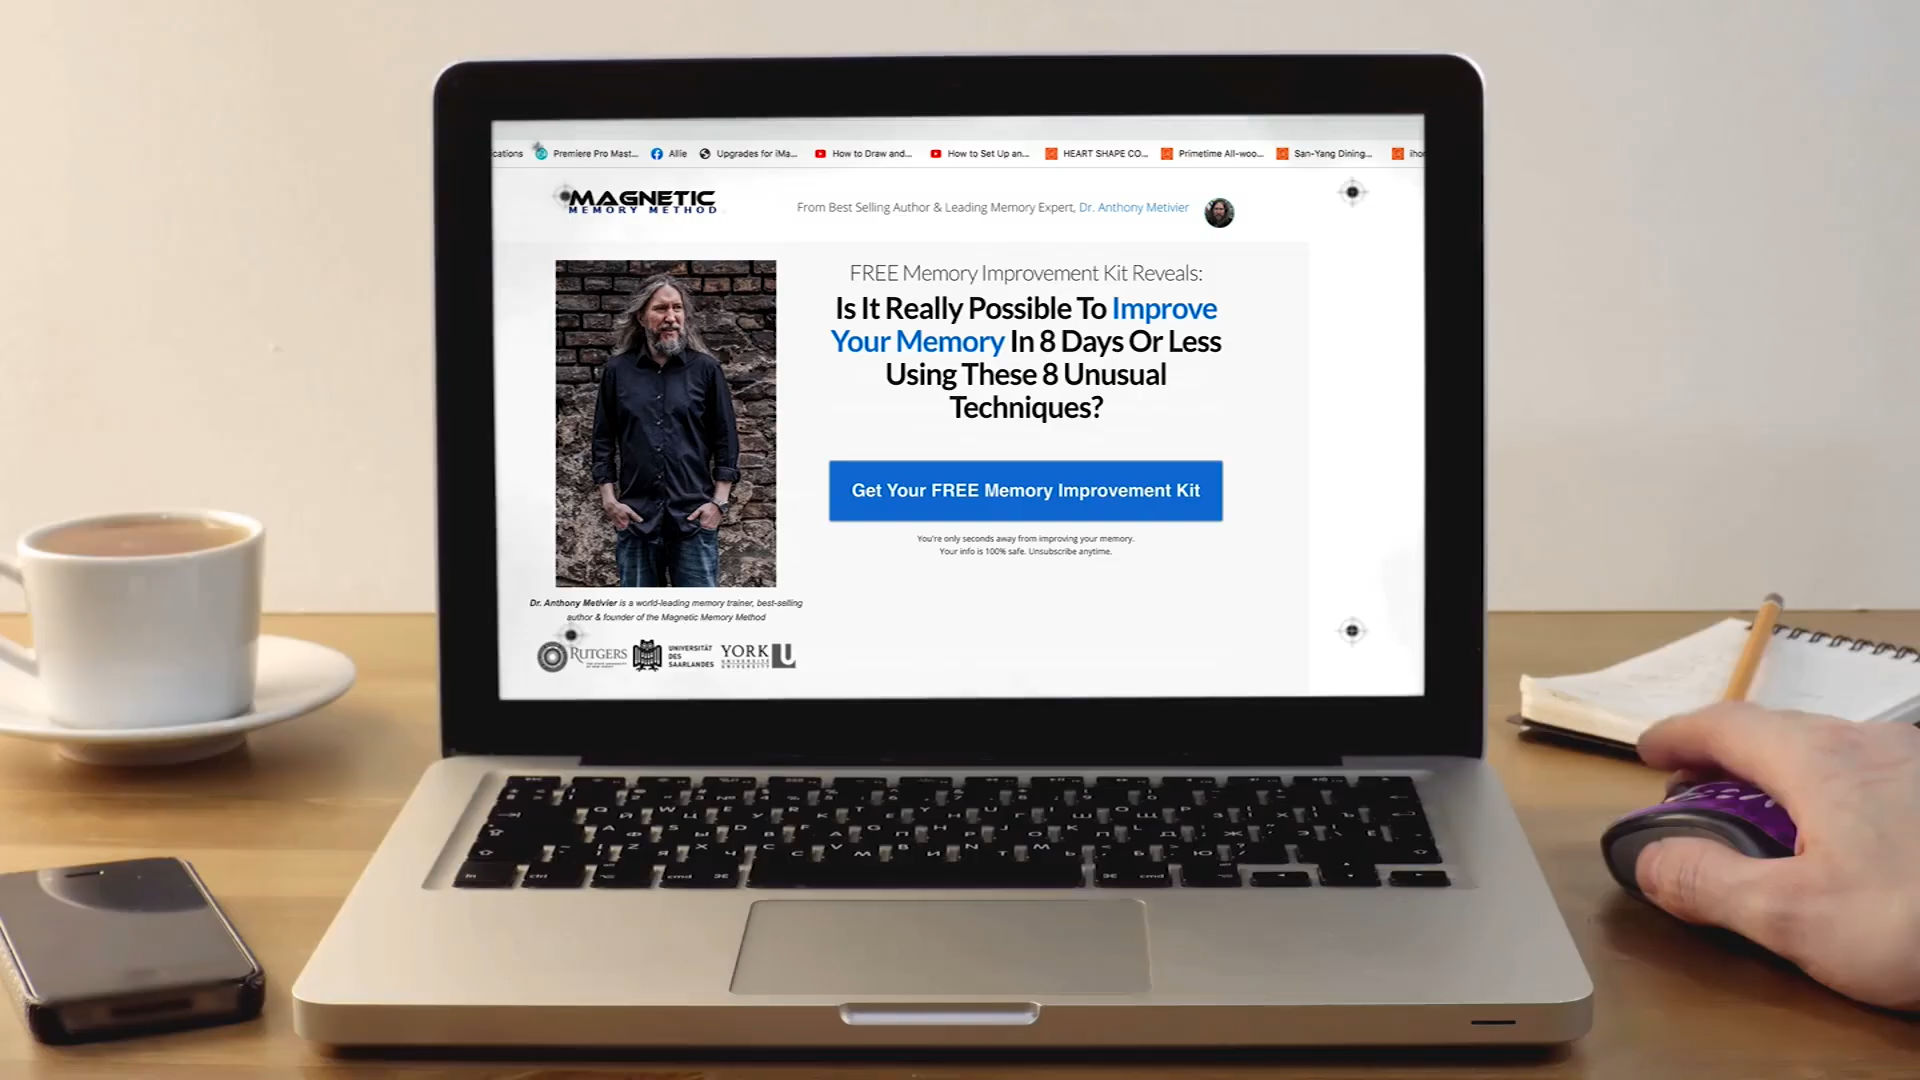 cations Premiere Pro Mast... Allie Upgrades for iMa... How to Draw and... How to Set Up an... HEART SHAPE CO... Primetime All-woo... San-Yang Dining... ihor
MAGNETIC
MEMORY METHOD
From Best Selling Author & Leading Memory Expert, Dr. Anthony Metivier
FREE Memory Improvement Kit Reveals:
Is It Really Possible To Improve
Your Memory In 8 Days Or Less
Using These 8 Unusual
Techniques?
Get Your FREE Memory Improvement Kit
You're only seconds away from improving your memory.
Your info is 100% safe. Unsubscribe anytime.
Dr. Anthony Metivier is a world-leading memory trainer, best-selling
author & founder of the Magnetic Memory Method
RUTGERS
UNIVERSITÄT
DES
SAARLANDES
YORK U